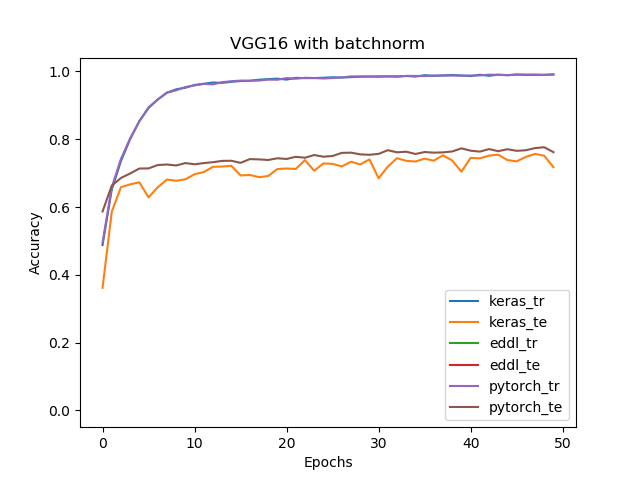 VGG16 with batchnorm
1.0
0.8
0.6
0.4
0.2
0.0
Accuracy
keras_tr
keras_te
eddl_tr
eddl_te
pytorch_tr
pytorch_te
0 10 20 30 40 50
Epochs